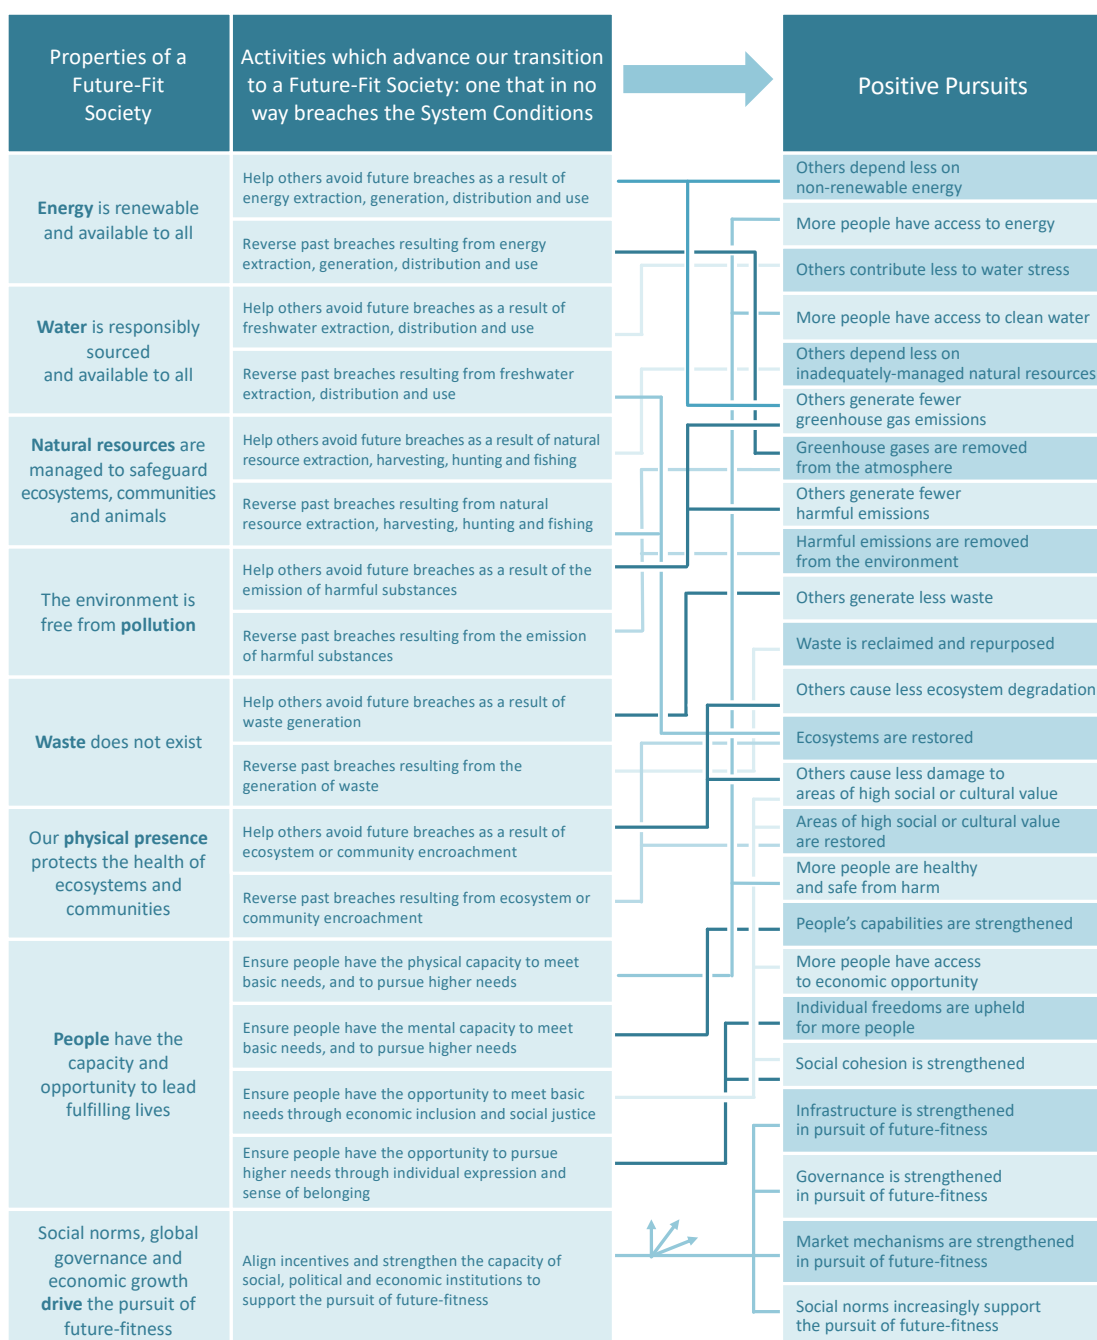 Properties of a
Future-Fit
Society
Activities which advance our transition
to a Future-Fit Society: one that in no
way breaches the System Conditions
Positive Pursuits
Energy is renewable
and available to all
Help others avoid future breaches as a result of
energy extraction, generation, distribution and use
Reverse past breaches resulting from energy
extraction, generation, distribution and use
Water is responsibly
sourced
and available to all
Help others avoid future breaches as a result of
freshwater extraction, distribution and use
Reverse past breaches resulting from freshwater
extraction, distribution and use
Natural resources are
managed to safeguard
ecosystems, communities
and animals
Help others avoid future breaches as a result of natural
resource extraction, harvesting, hunting and fishing
Reverse past breaches resulting from natural
resource extraction, harvesting, hunting and fishing
The environment is
free from pollution
Help others avoid future breaches as a result of the
emission of harmful substances
Reverse past breaches resulting from the emission
of harmful substances
Waste does not exist
Help others avoid future breaches as a result of
waste generation
Reverse past breaches resulting from the
generation of waste
Our physical presence
protects the health of
ecosystems and
communities
Help others avoid future breaches as a result of
ecosystem or community encroachment
Reverse past breaches resulting from ecosystem or
community encroachment
People have the
capacity and
opportunity to lead
fulfilling lives
Ensure people have the physical capacity to meet
basic needs, and to pursue higher needs
Ensure people have the mental capacity to meet
basic needs, and to pursue higher needs
Ensure people have the opportunity to meet basic
needs through economic inclusion and social justice
Ensure people have the opportunity to pursue
higher needs through individual expression and
sense of belonging
Social norms, global
governance and
economic growth
drive the pursuit of
future-fitness
Align incentives and strengthen the capacity of
social, political and economic institutions to
support the pursuit of future-fitness
Others depend less on
non-renewable energy
More people have access to energy
Others contribute less to water stress
More people have access to clean water
Others depend less on
inadequately-managed natural resources
Others generate fewer
greenhouse gas emissions
Greenhouse gases are removed
from the atmosphere
Others generate fewer
harmful emissions
Harmful emissions are removed
from the environment
Others generate less waste
Waste is reclaimed and repurposed
Others cause less ecosystem degradation
Ecosystems are restored
Others cause less damage to
areas of high social or cultural value
Areas of high social or cultural value
are restored
More people are healthy
and safe from harm
People’s capabilities are strengthened
More people have access
to economic opportunity
Individual freedoms are upheld
for more people
Social cohesion is strengthened
Infrastructure is strengthened
in pursuit of future-fitness
Governance is strengthened
in pursuit of future-fitness
Market mechanisms are strengthened
in pursuit of future-fitness
Social norms increasingly support
the pursuit of future-fitness